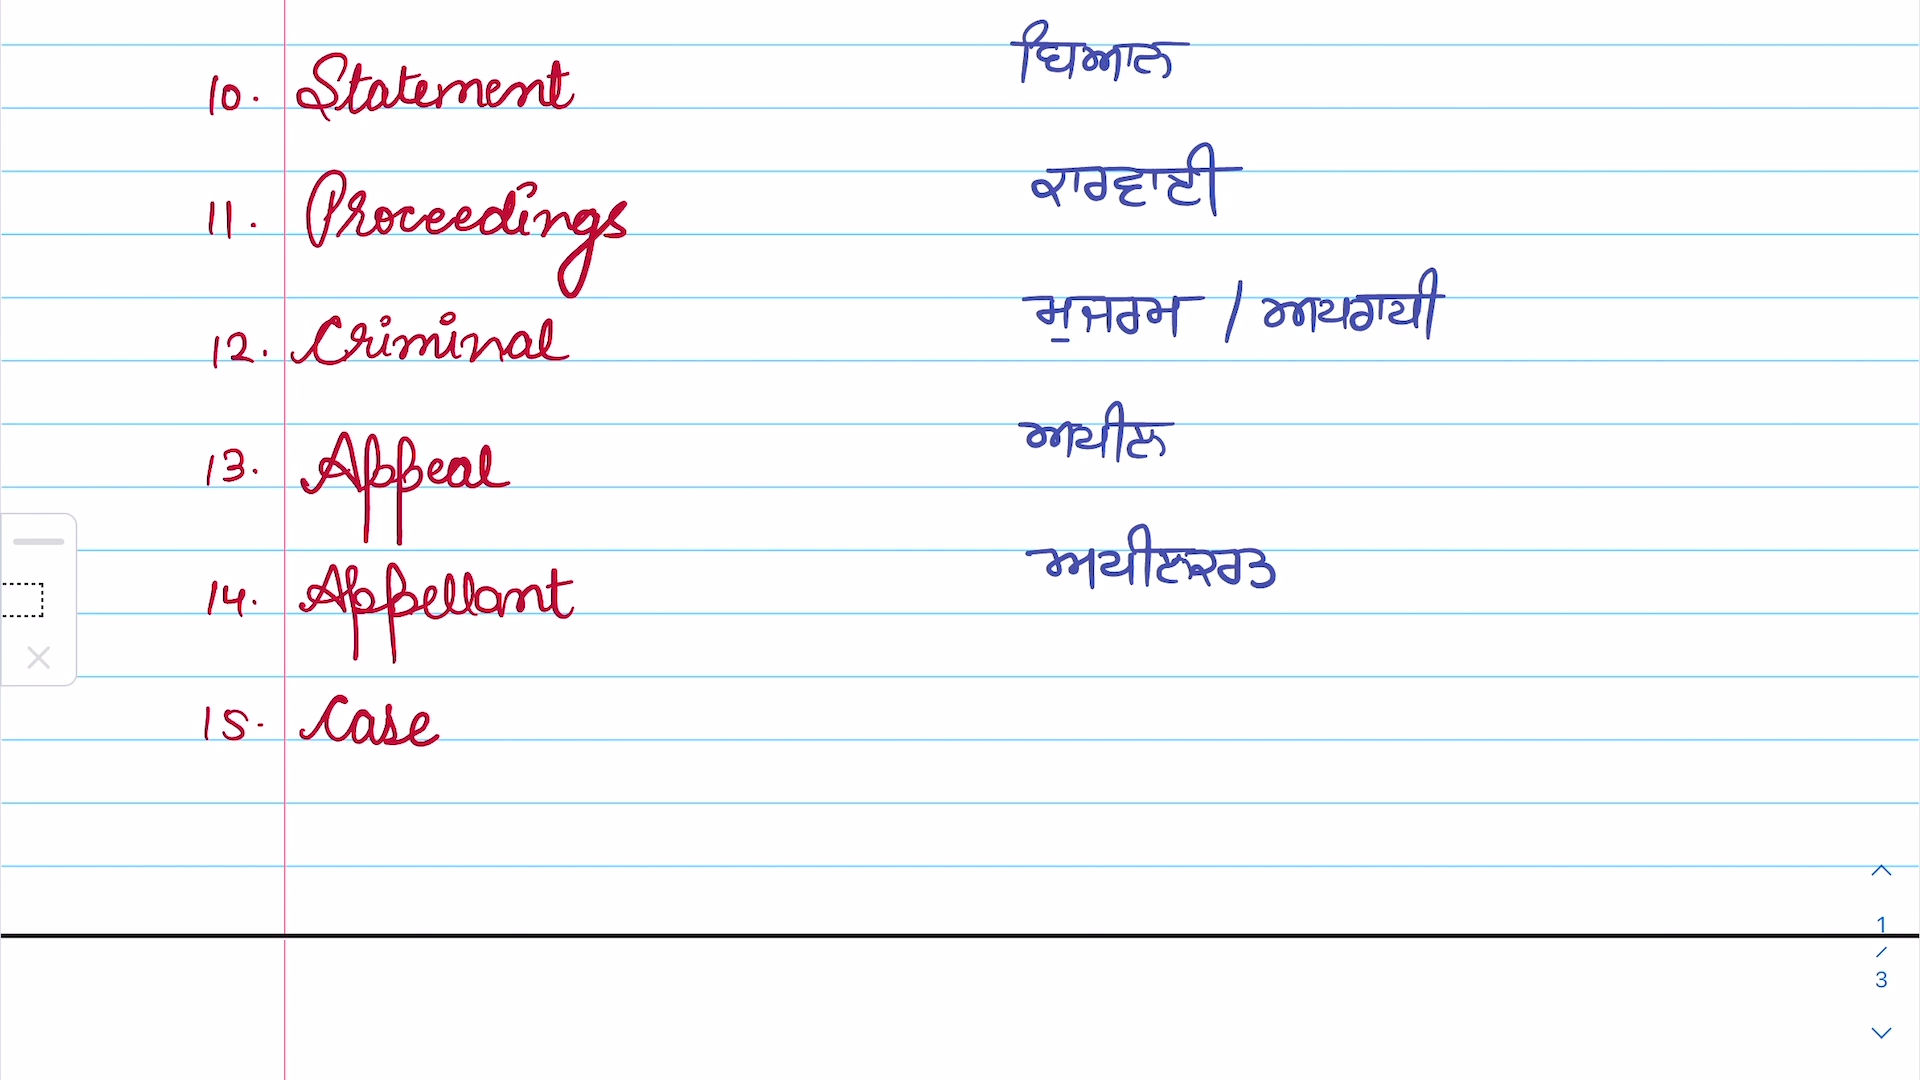 10. Statement ਬਿਆਨ
11. Proceedings ਕਾਰਵਾਈ
12. Criminal ਮੁਜਰਮ / ਅਪਰਾਧੀ
13. Appeal ਅਪੀਲ
14. Appellant ਅਪੀਲਕਰਤ
15. Case
1
/
3